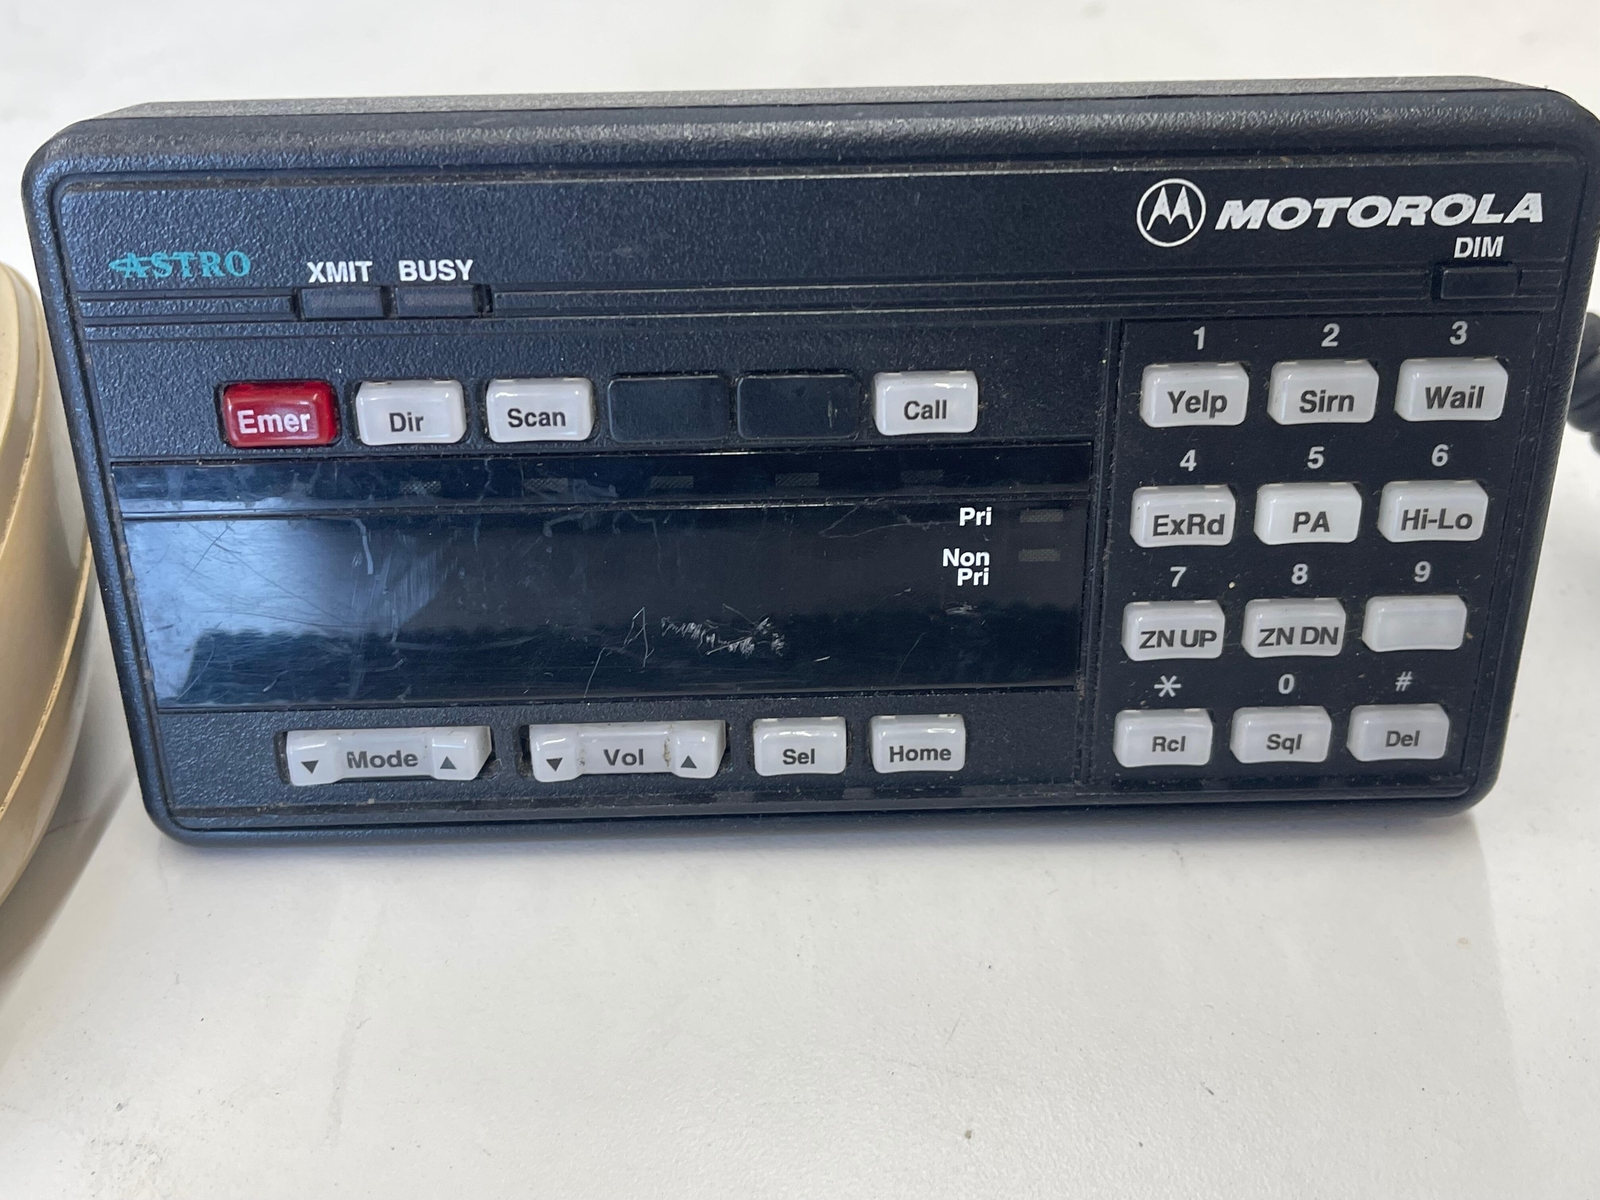 MOTOROLA
DIM
ASTRO
XMIT BUSY
1 2 3
Emer Dir Scan Call
Yelp Sirn Wail
4 5 6
Pri
ExRd PA Hi-Lo
Non
Pri
7 8 9
ZN UP ZN DN
* 0 #
▼ Mode ▲ ▼ Vol ▲ Sel Home
Rcl Sql Del